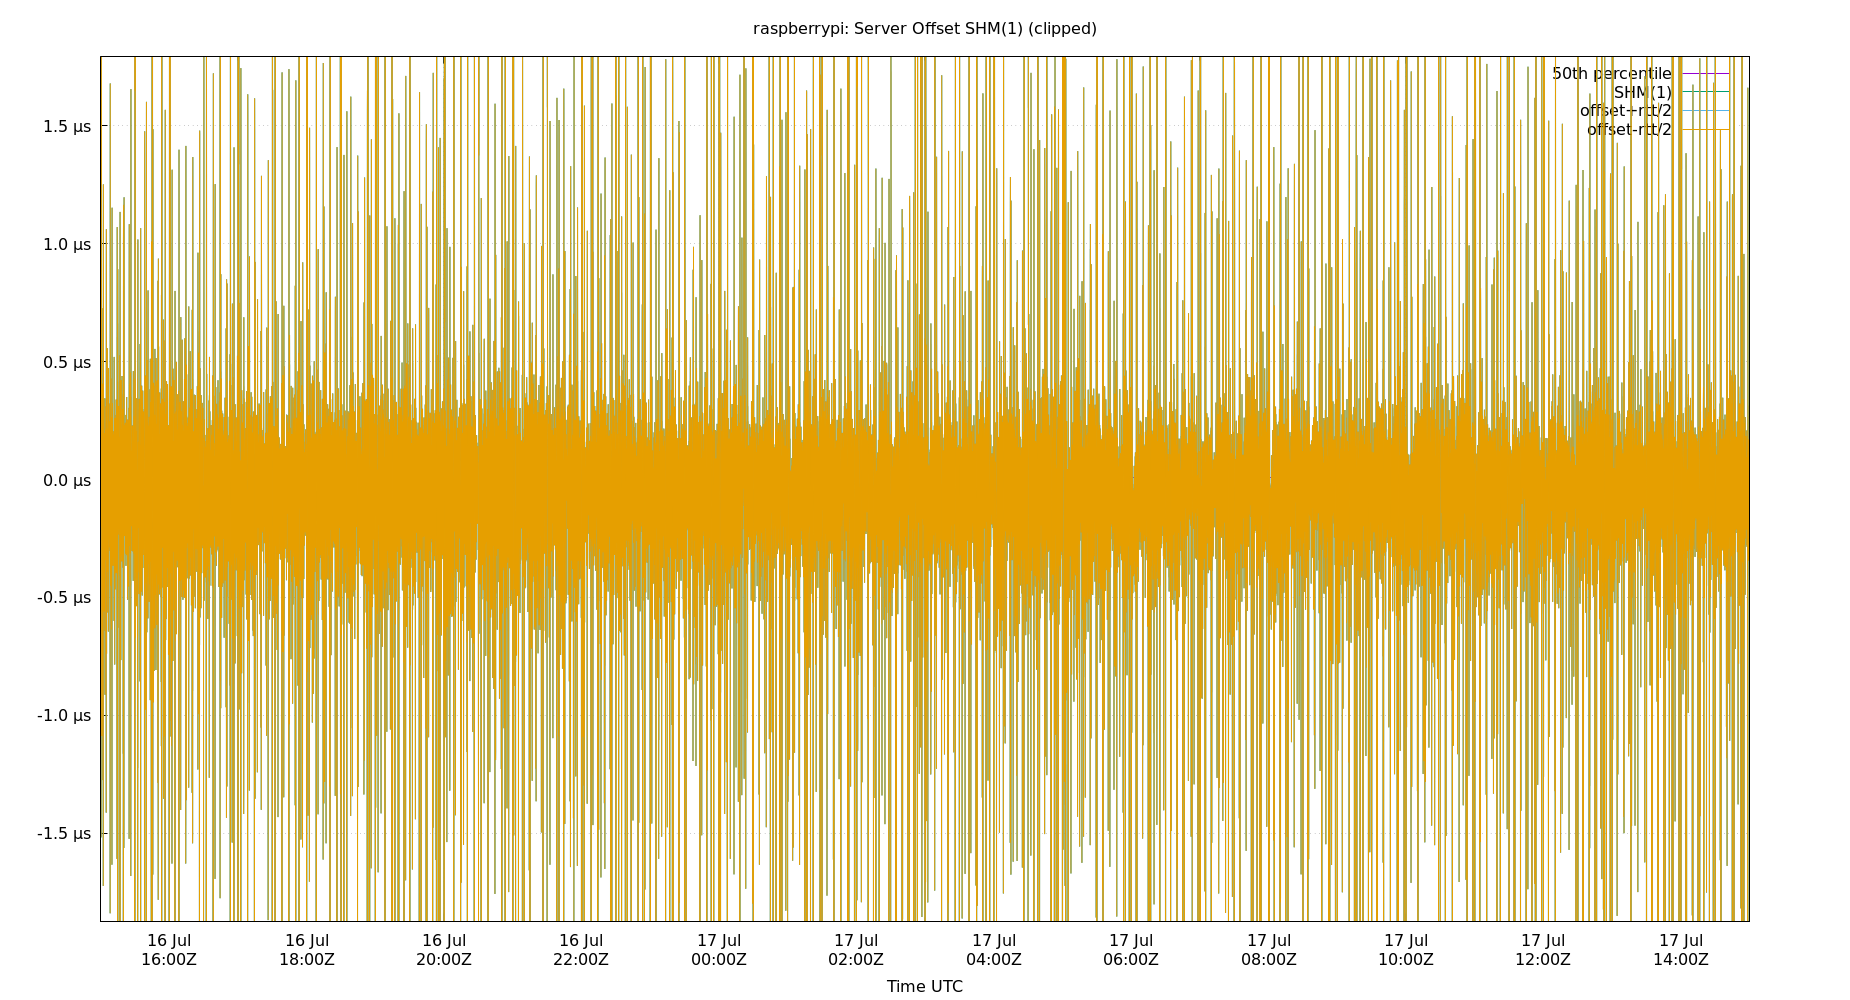 raspberrypi: Server Offset SHM(1) (clipped)
50th percentile
SHM(1)
offset+rtt/2
offset-rtt/2
1.5 µs
1.0 µs
0.5 µs
0.0 µs
-0.5 µs
-1.0 µs
-1.5 µs
16 Jul 16 Jul 16 Jul 16 Jul 17 Jul 17 Jul 17 Jul 17 Jul 17 Jul 17 Jul 17 Jul 17 Jul
16:00Z 18:00Z 20:00Z 22:00Z 00:00Z 02:00Z 04:00Z 06:00Z 08:00Z 10:00Z 12:00Z 14:00Z
Time UTC